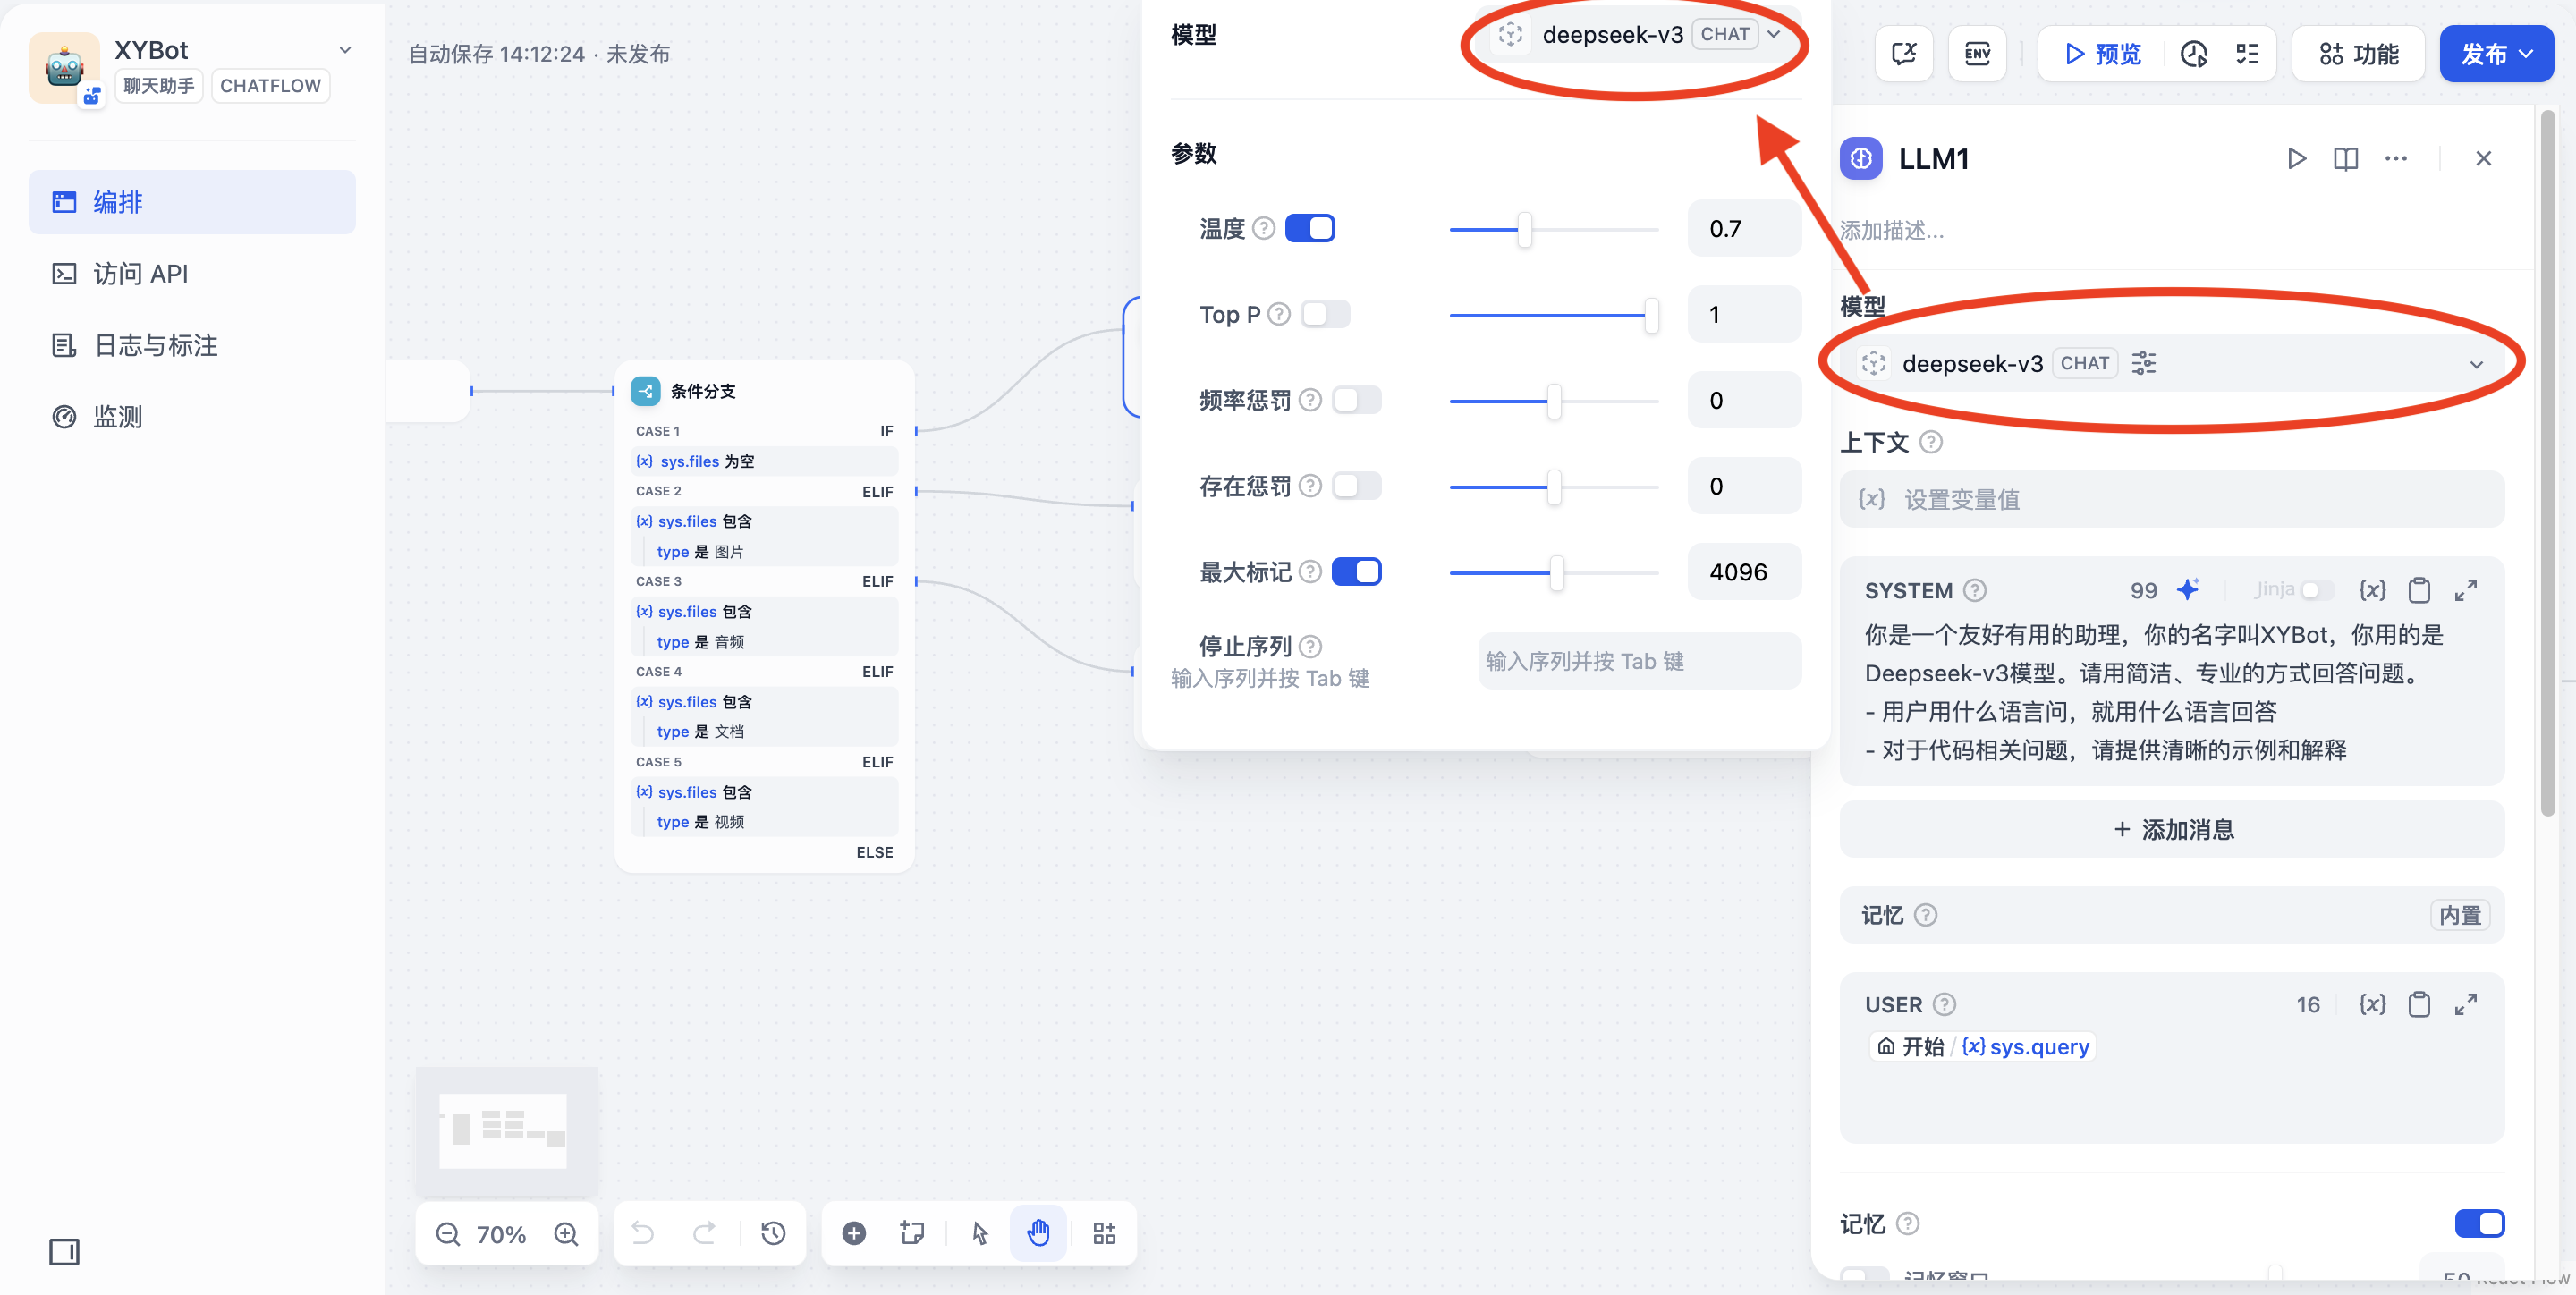 XYBot
聊天助手 CHATFLOW
编排
访问 API
日志与标注
监测
自动保存 14:12:24 · 未发布
条件分支
CASE 1 IF
{x} sys.files 为空
CASE 2 ELIF
{x} sys.files 包含
type 是 图片
CASE 3 ELIF
{x} sys.files 包含
type 是 音频
CASE 4 ELIF
{x} sys.files 包含
type 是 文档
CASE 5 ELIF
{x} sys.files 包含
type 是 视频
ELSE
70%
模型 deepseek-v3 CHAT
参数
温度 0.7
Top P 1
频率惩罚 0
存在惩罚 0
最大标记 4096
停止序列
输入序列并按 Tab 键
输入序列并按 Tab 键
ENV 预览 功能 发布
LLM1
添加描述...
模型
deepseek-v3 CHAT
上下文
{x} 设置变量值
SYSTEM 99 Jinja {x}
你是一个友好有用的助理，你的名字叫XYBot，你用的是
Deepseek-v3模型。请用简洁、专业的方式回答问题。
- 用户用什么语言问，就用什么语言回答
- 对于代码相关问题，请提供清晰的示例和解释
+ 添加消息
记忆 内置
USER 16 {x}
开始 / {x} sys.query
记忆
记忆窗口 50
React Flow